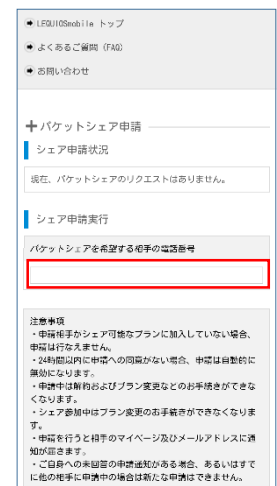 LEQUIOSmobile トップ
よくあるご質問 (FAQ)
お問い合わせ
パケットシェア申請
シェア申請状況
現在、パケットシェアのリクエストはありません。
シェア申請実行
パケットシェアを希望する相手の電話番号
注意事項
・申請相手がシェア可能なプランに加入していない場合、
申請は行なえません。
・24時間以内に申請への同意がない場合、申請は自動的に
無効になります。
・申請中は解約およびプラン変更などのお手続きができな
くなります。
・シェア参加中はプラン変更のお手続きができなくなりま
す。
・申請を行うと相手のマイページ及びメールアドレスに通
知が届きます。
・ご自身への未回答の申請通知がある場合、あるいはすで
に他の相手に申請中の場合は新たな申請はできません。